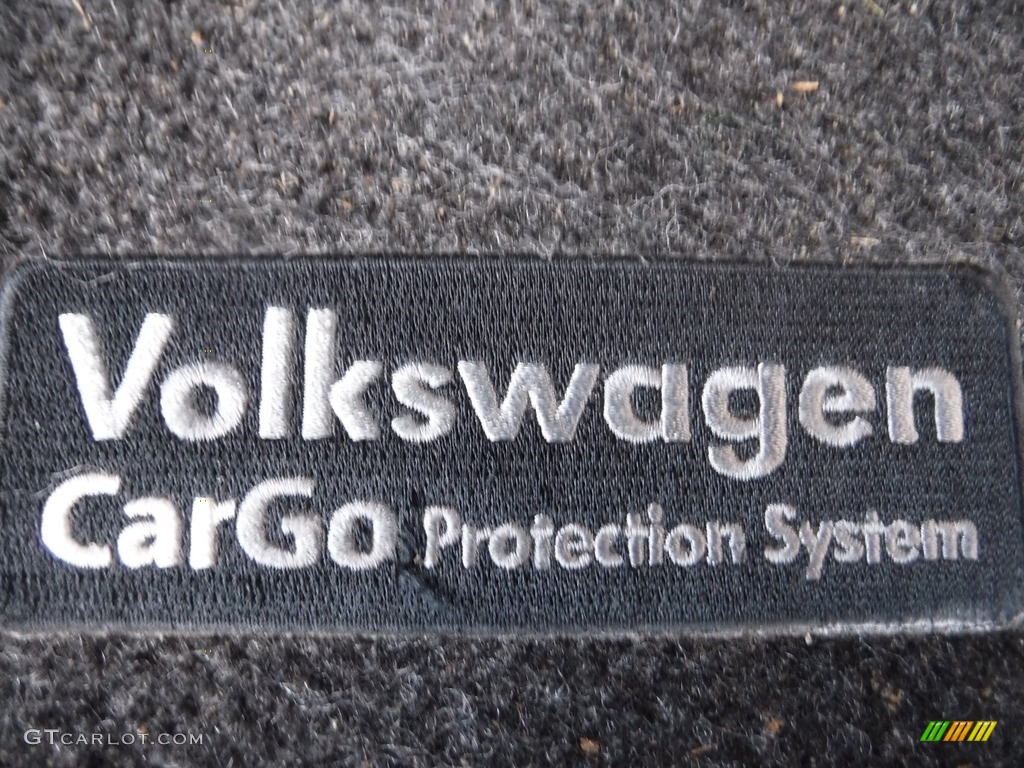 Volkswagen
CarGo Protection System
GTCARLOT.COM